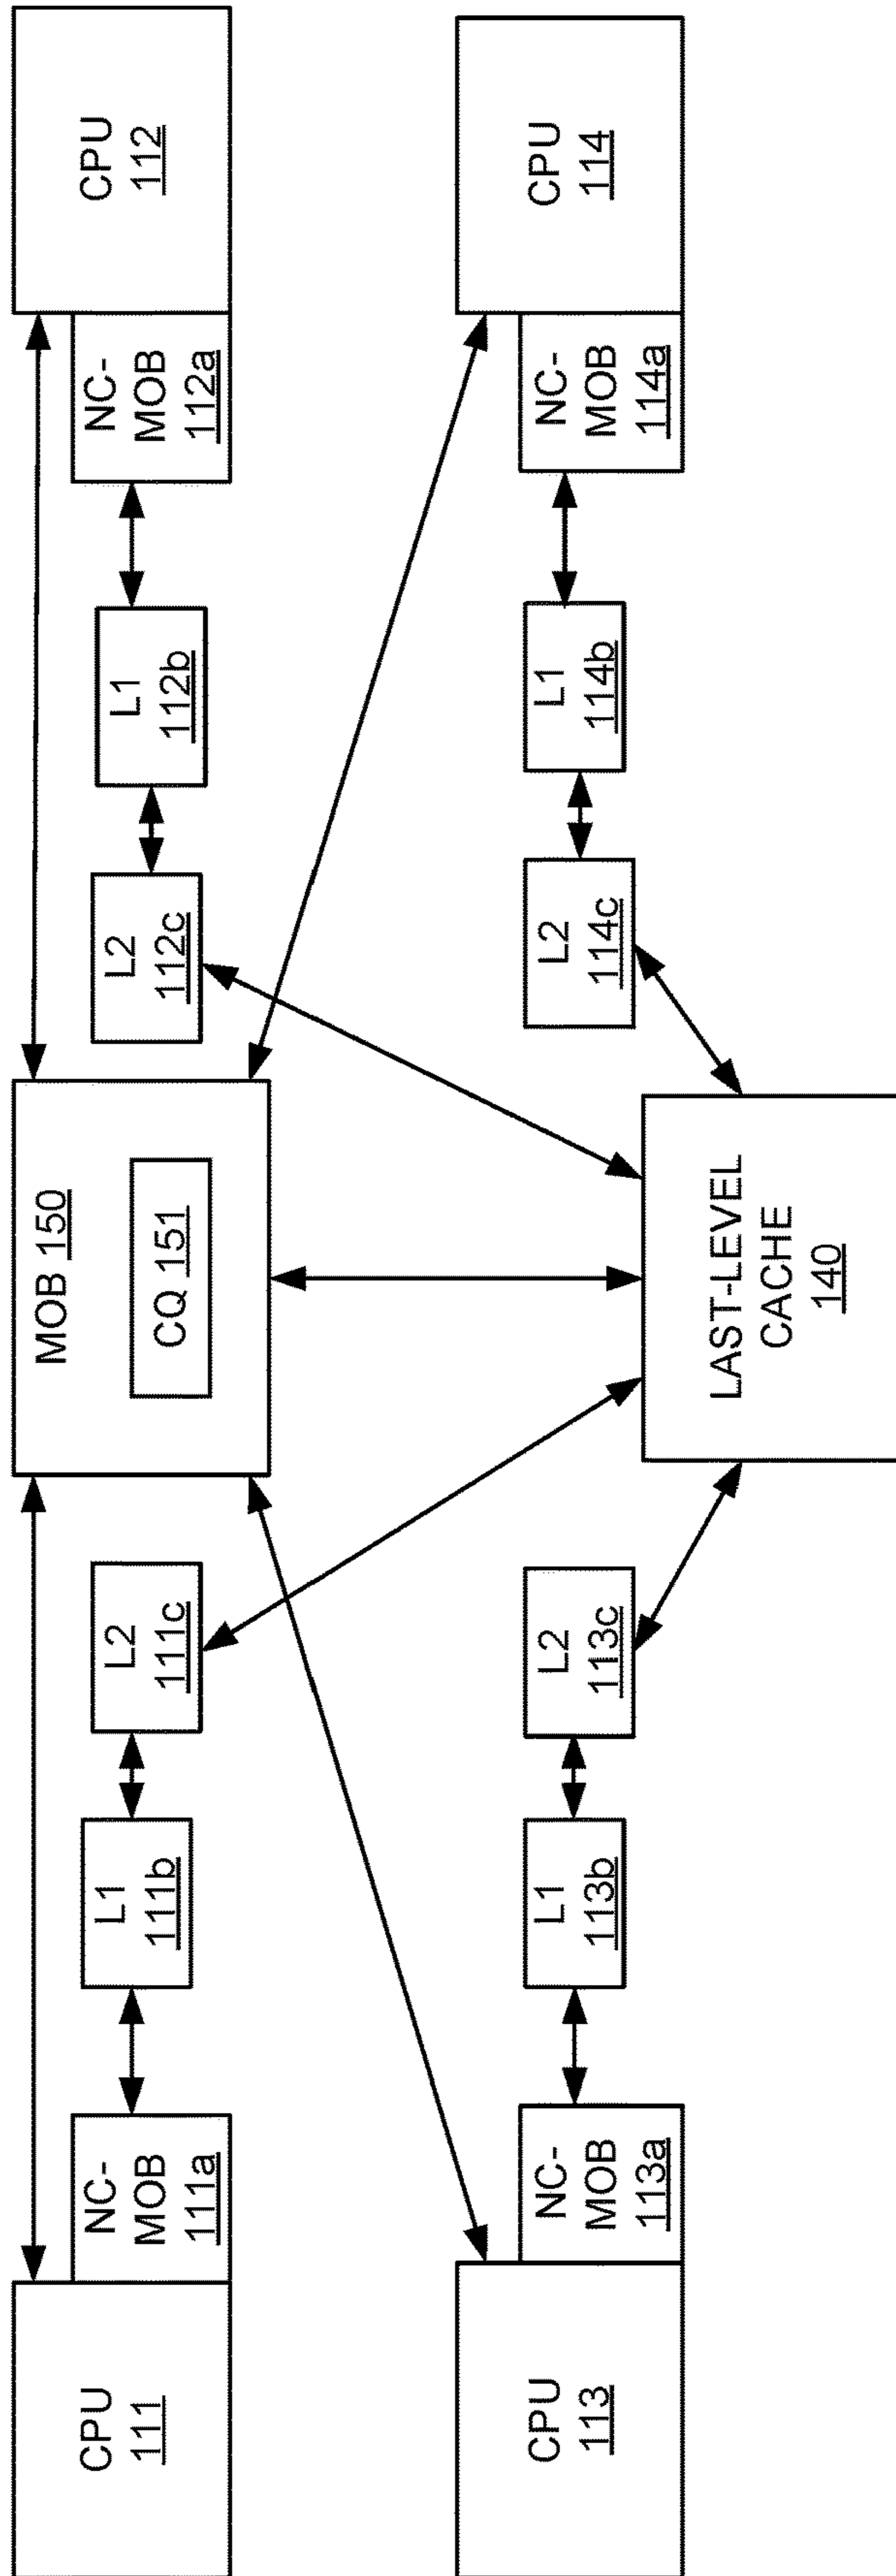 CPU
111
NC-
MOB
111a
L1
111b
L2
111c
MOB 150
CQ 151
L2
112c
L1
112b
NC-
MOB
112a
CPU
112
CPU
113
NC-
MOB
113a
L1
113b
L2
113c
LAST-LEVEL
CACHE
140
L2
114c
L1
114b
NC-
MOB
114a
CPU
114